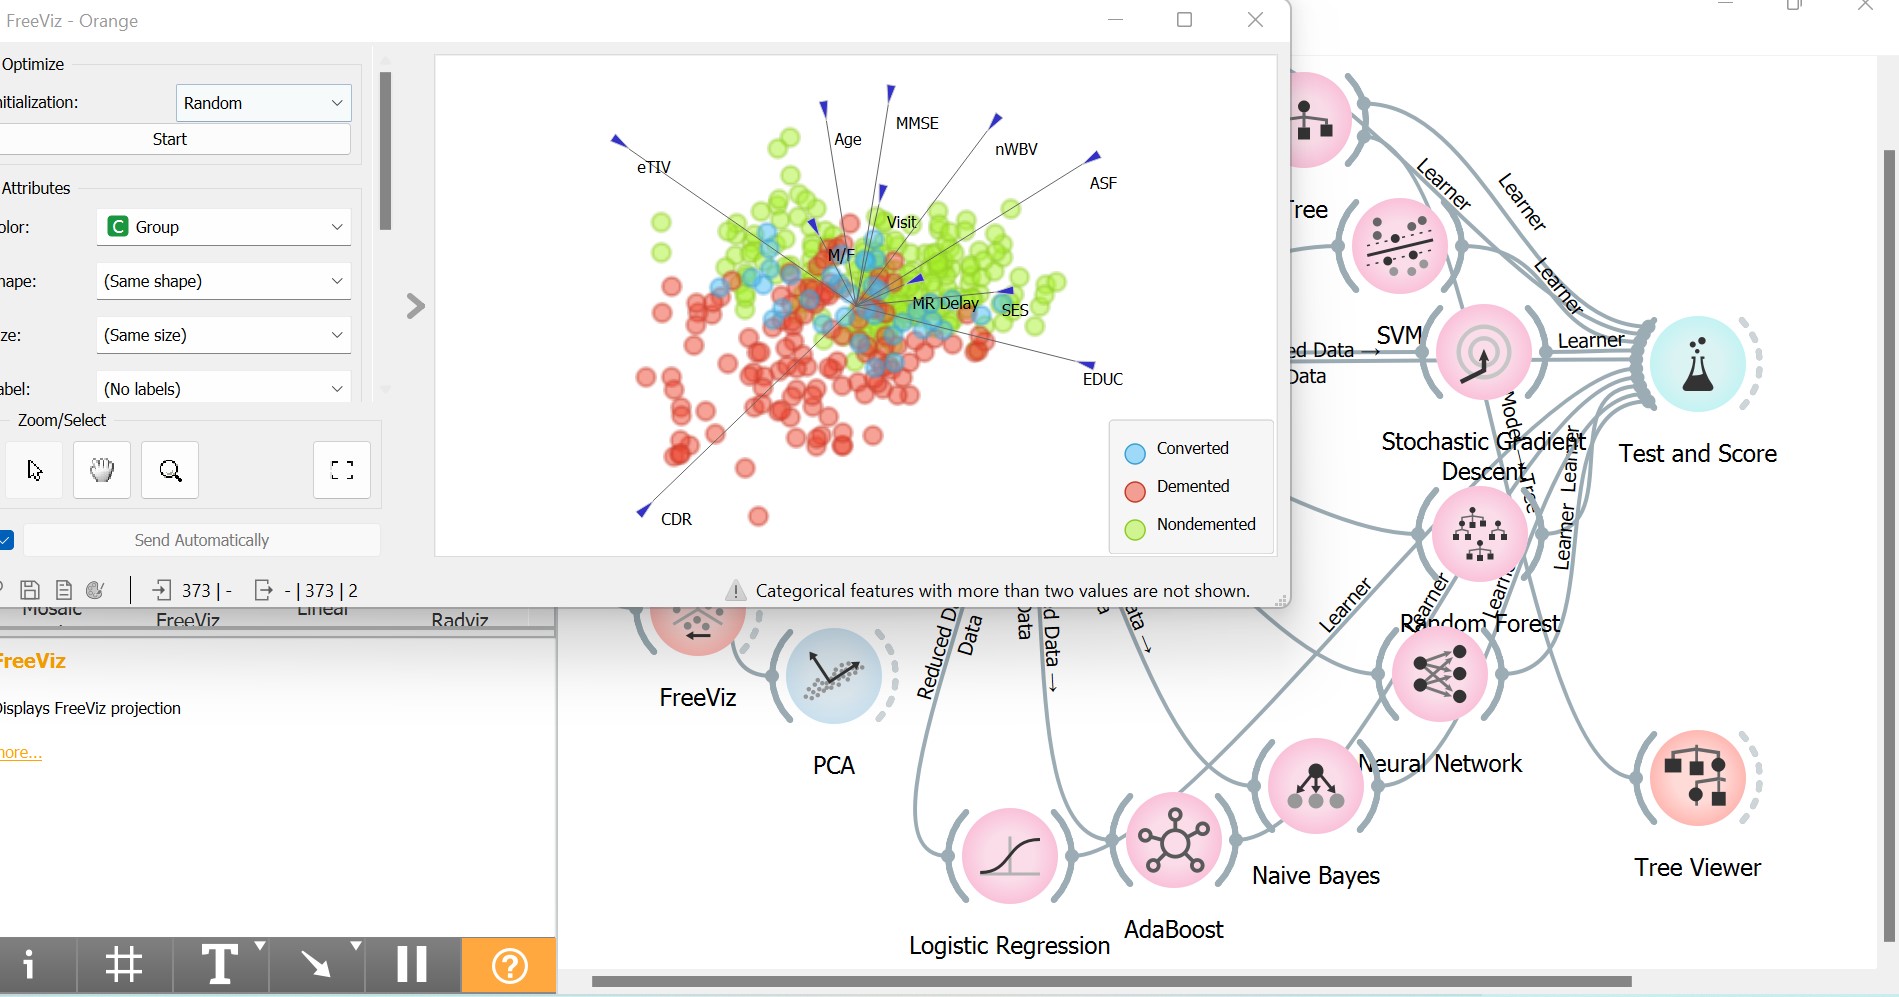 FreeViz - Orange
Optimize
nitialization:
Random
Start
Attributes
olor:
C Group
hape:
(Same shape)
ze:
(Same size)
abel:
(No labels)
Zoom/Select
Send Automatically
373 | -
- | 373 | 2
eTIV
Age
MMSE
nWBV
ASF
Visit
M/F
MR Delay
SES
EDUC
CDR
Converted
Demented
Nondemented
Categorical features with more than two values are not shown.
Mosaic
FreeViz
Linear
Radviz
FreeViz
Displays FreeViz projection
more...
i
T
?
Tree
Learner
Learner
Learner
SVM
ed Data →
Data
Learner
Model → Tree
Stochastic Gradient
Descent
Test and Score
Learner
Learner
Learner
Learner
Learn
Random Forest
Reduced D
Data
Data
d Data →
ata →
FreeViz
PCA
Neural Network
Naive Bayes
Tree Viewer
AdaBoost
Logistic Regression